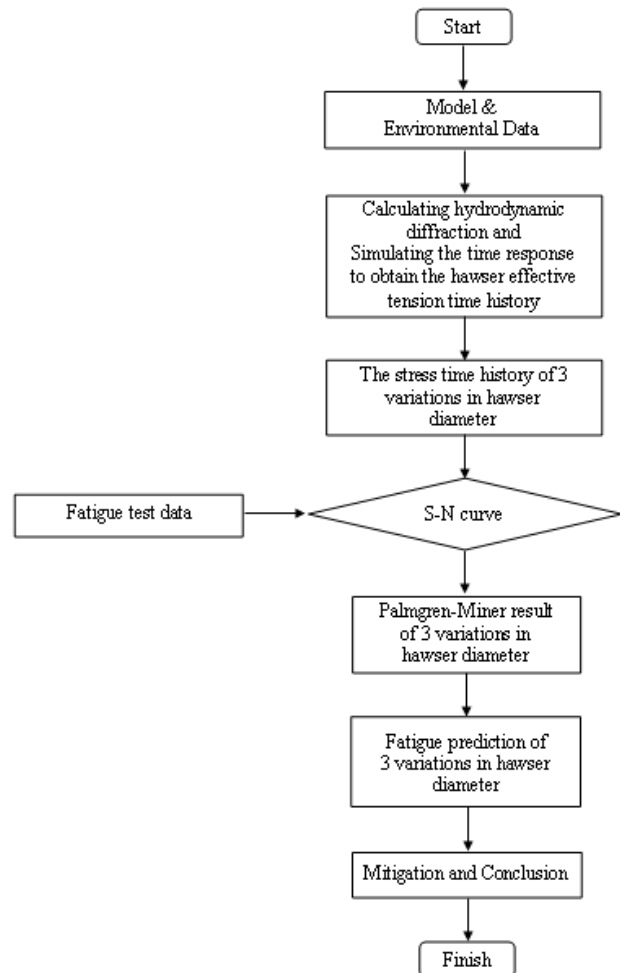 Start
Model &
Environmental Data
Calculating hydrodynamic
diffraction and
Simulating the time response
to obtain the hawser effective
tension time history
The stress time history of 3
variations in hawser
diameter
Fatigue test data
S-N curve
Palmgren-Miner result
of 3 variations in
hawser diameter
Fatigue prediction of
3 variations in hawser
diameter
Mitigation and Conclusion
Finish